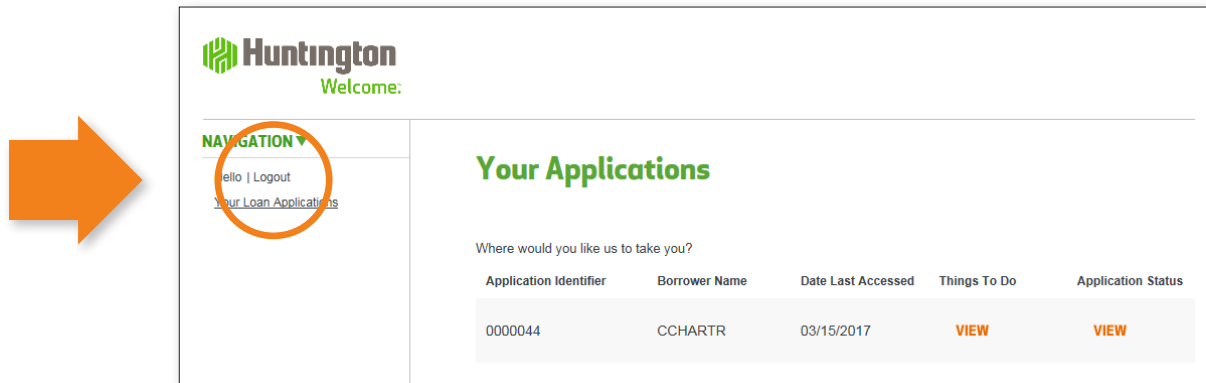 Huntington
Welcome.
NAVIGATION
Hello | Logout
Your Loan Applications
Your Applications
Where would you like us to take you?
Application Identifier Borrower Name Date Last Accessed Things To Do Application Status
0000044 CCHARTR 03/15/2017 VIEW VIEW